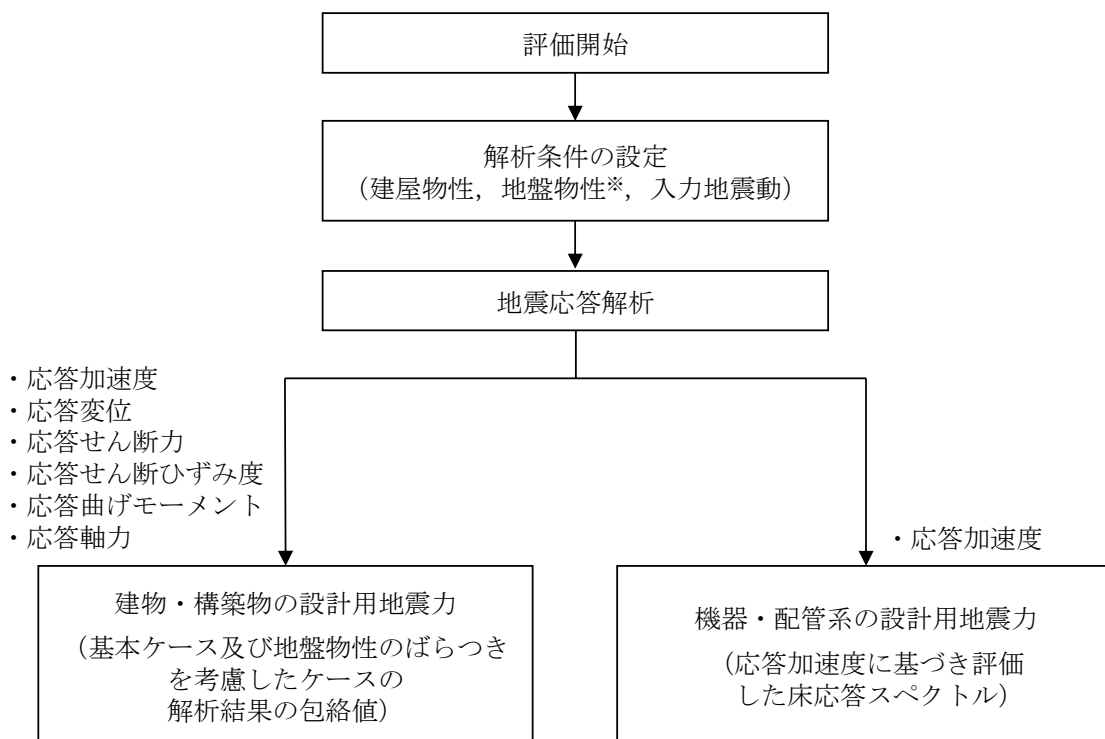 評価開始
解析条件の設定
（建屋物性，地盤物性※，入力地震動）
地震応答解析
・応答加速度
・応答変位
・応答せん断力
・応答せん断ひずみ度
・応答曲げモーメント
・応答軸力
・応答加速度
建物・構築物の設計用地震力
（基本ケース及び地盤物性のばらつき
を考慮したケースの
解析結果の包絡値）
機器・配管系の設計用地震力
（応答加速度に基づき評価
した床応答スペクトル）